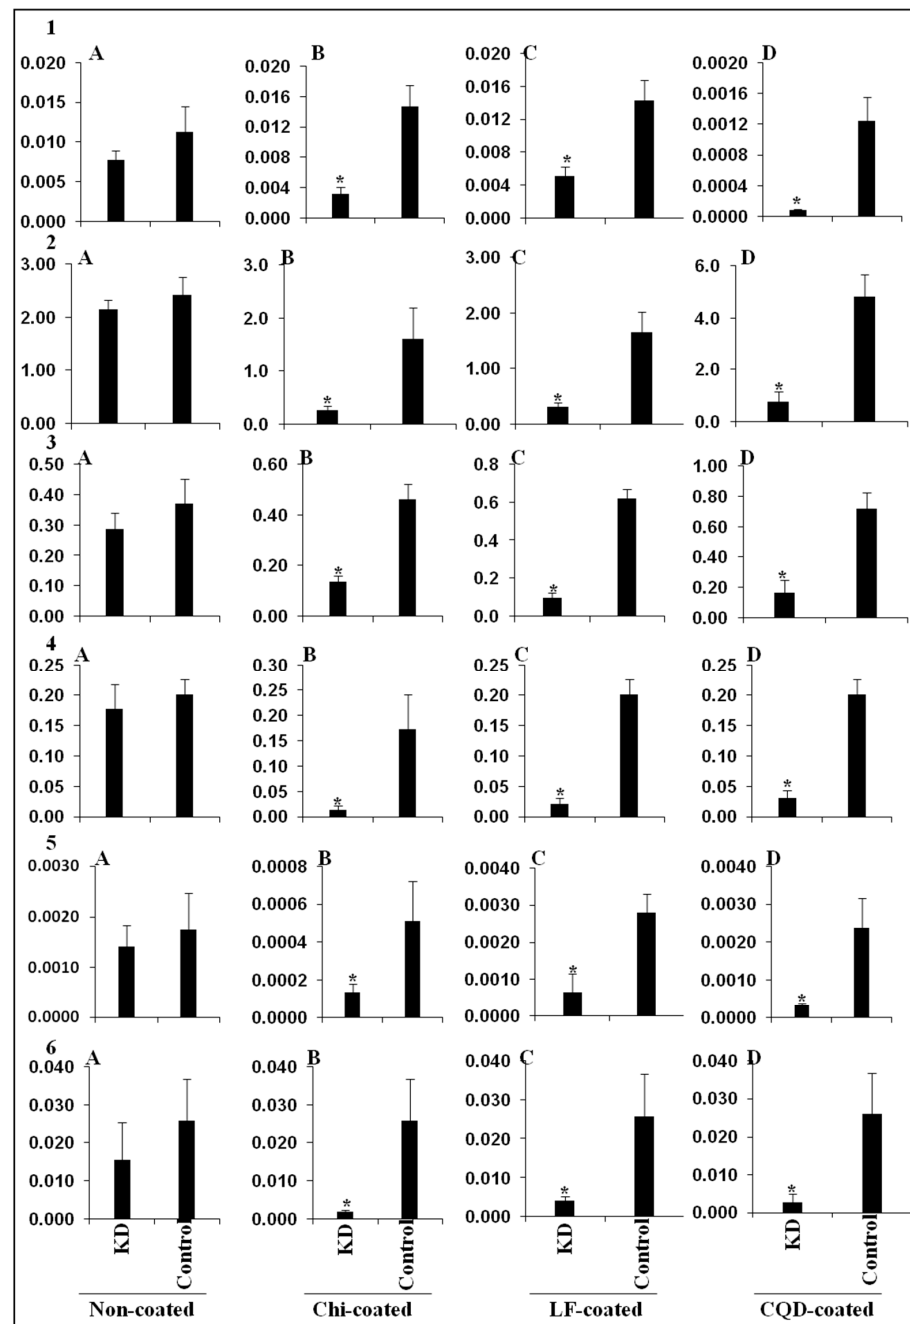 1
A B C D
0.020 0.020 0.020 0.0020
0.015 0.016 0.016 0.0016
0.012 0.012 0.0012
0.010 0.008 0.008 0.0008
0.005 * 0.004 * 0.004 0.0004 *
0.000 0.000 0.000 0.0000
2
A B C D
3.00 3.0 3.00 6.0
2.00 2.0 2.00 4.0
1.00 1.0 1.00 2.0
* * *
0.00 0.0 0.00 0.0
3
A B C D
0.50 0.60 0.8 1.00
0.40 0.40 0.6 0.80
0.30 0.4 0.60
0.20 0.20 0.40
0.10 * 0.2 * 0.20 *
0.00 0.00 0.0 0.00
4
A B C D
0.25 0.30 0.25 0.25
0.20 0.25 0.20 0.20
0.15 0.20 0.15 0.15
0.10 0.15 0.10 0.10
0.05 0.10 0.05 0.05
0.05 * * *
0.00 0.00 0.00 0.00
5
A B C D
0.0030 0.0008 0.0040 0.0040
0.0020 0.0006 0.0030 0.0030
0.0004 0.0020 0.0020
0.0010 0.0002 * 0.0010 * 0.0010 *
0.0000 0.0000 0.0000 0.0000
6
A B C D
0.040 0.040 0.040 0.040
0.030 0.030 0.030 0.030
0.020 0.020 0.020 0.020
0.010 0.010 0.010 0.010
* * *
0.000 0.000 0.000 0.000
KD Control KD Control KD Control KD Control
Non-coated Chi-coated LF-coated CQD-coated